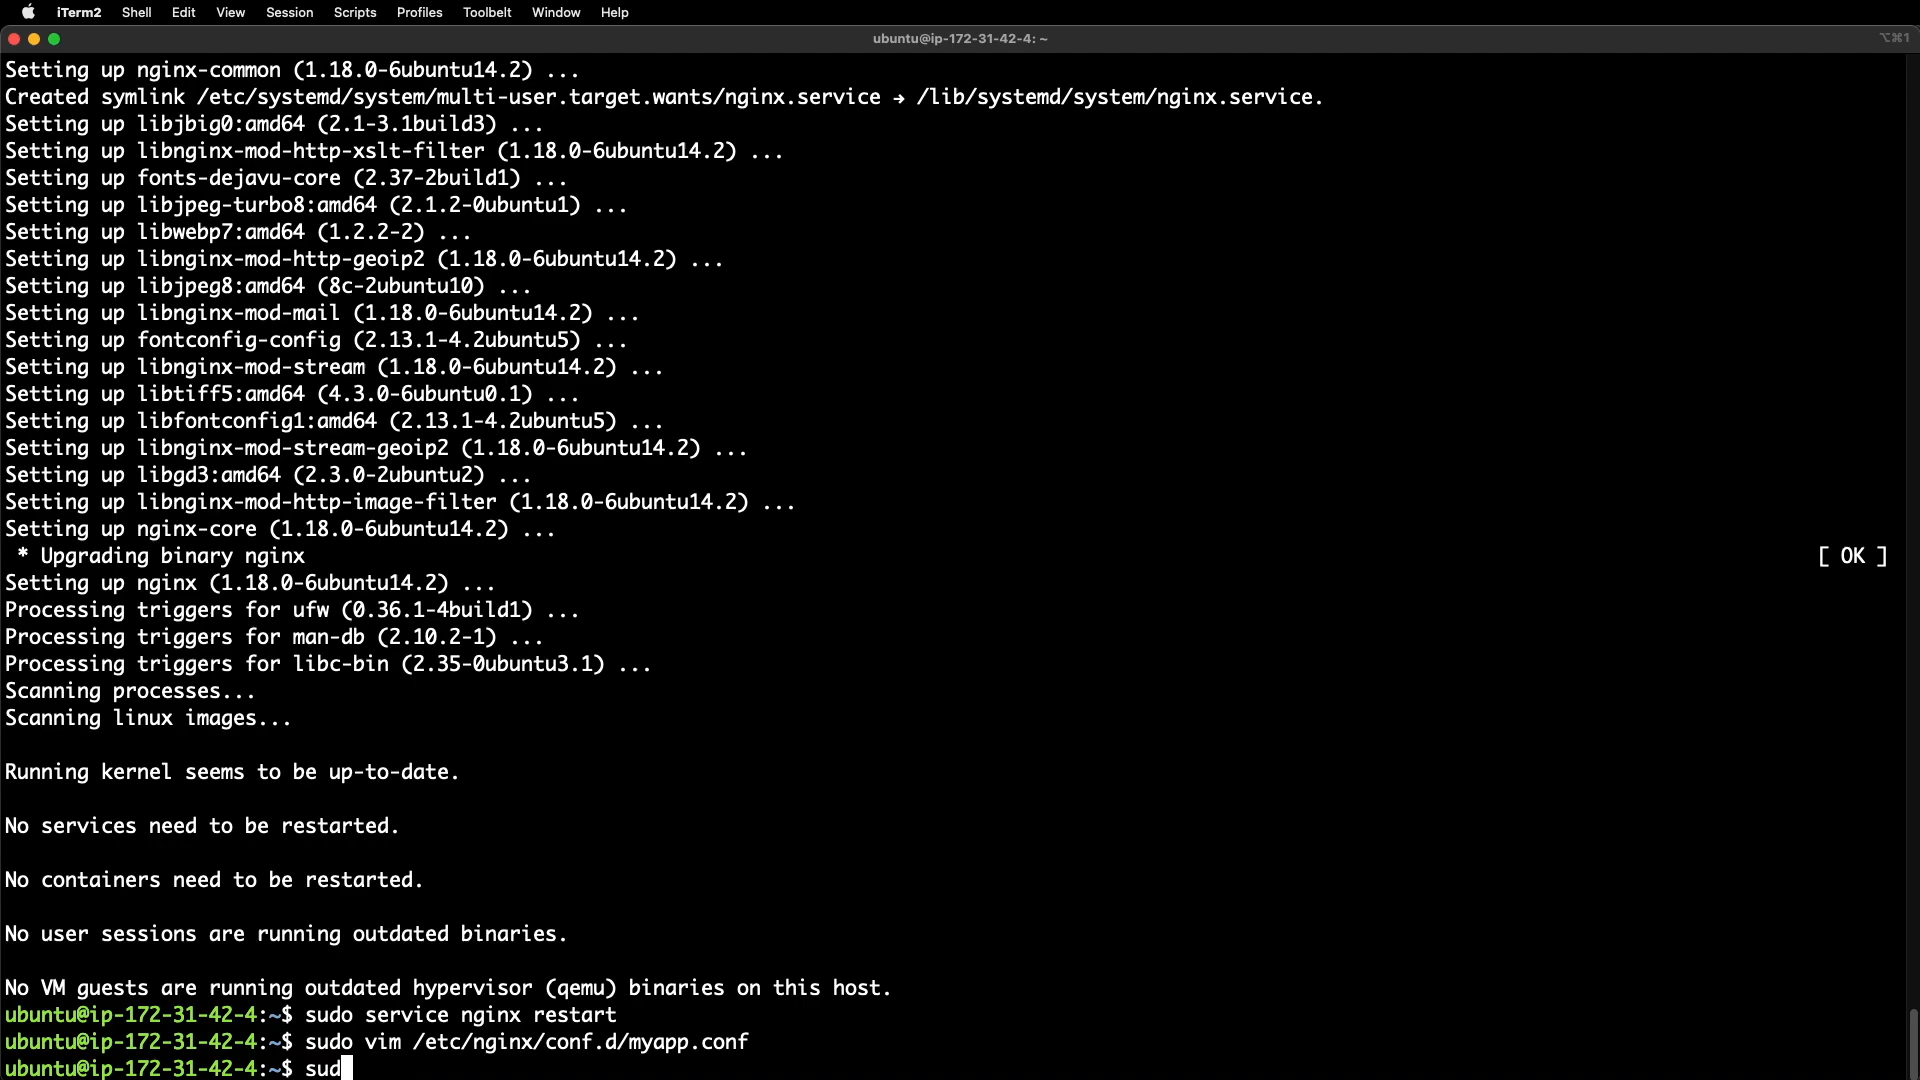 iTerm2 Shell Edit View Session Scripts Profiles Toolbelt Window Help
ubuntu@ip-172-31-42-4: ~ ⌥⌘1
Setting up nginx-common (1.18.0-6ubuntu14.2) ...
Created symlink /etc/systemd/system/multi-user.target.wants/nginx.service → /lib/systemd/system/nginx.service.
Setting up libjbig0:amd64 (2.1-3.1build3) ...
Setting up libnginx-mod-http-xslt-filter (1.18.0-6ubuntu14.2) ...
Setting up fonts-dejavu-core (2.37-2build1) ...
Setting up libjpeg-turbo8:amd64 (2.1.2-0ubuntu1) ...
Setting up libwebp7:amd64 (1.2.2-2) ...
Setting up libnginx-mod-http-geoip2 (1.18.0-6ubuntu14.2) ...
Setting up libjpeg8:amd64 (8c-2ubuntu10) ...
Setting up libnginx-mod-mail (1.18.0-6ubuntu14.2) ...
Setting up fontconfig-config (2.13.1-4.2ubuntu5) ...
Setting up libnginx-mod-stream (1.18.0-6ubuntu14.2) ...
Setting up libtiff5:amd64 (4.3.0-6ubuntu0.1) ...
Setting up libfontconfig1:amd64 (2.13.1-4.2ubuntu5) ...
Setting up libnginx-mod-stream-geoip2 (1.18.0-6ubuntu14.2) ...
Setting up libgd3:amd64 (2.3.0-2ubuntu2) ...
Setting up libnginx-mod-http-image-filter (1.18.0-6ubuntu14.2) ...
Setting up nginx-core (1.18.0-6ubuntu14.2) ...
 * Upgrading binary nginx [ OK ]
Setting up nginx (1.18.0-6ubuntu14.2) ...
Processing triggers for ufw (0.36.1-4build1) ...
Processing triggers for man-db (2.10.2-1) ...
Processing triggers for libc-bin (2.35-0ubuntu3.1) ...
Scanning processes...
Scanning linux images...
Running kernel seems to be up-to-date.
No services need to be restarted.
No containers need to be restarted.
No user sessions are running outdated binaries.
No VM guests are running outdated hypervisor (qemu) binaries on this host.
ubuntu@ip-172-31-42-4:~$ sudo service nginx restart
ubuntu@ip-172-31-42-4:~$ sudo vim /etc/nginx/conf.d/myapp.conf
ubuntu@ip-172-31-42-4:~$ sud